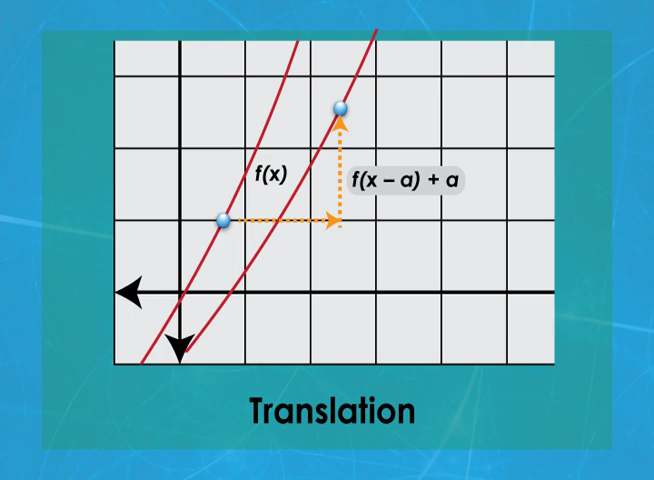 f(x)
f(x – a) + a
Translation